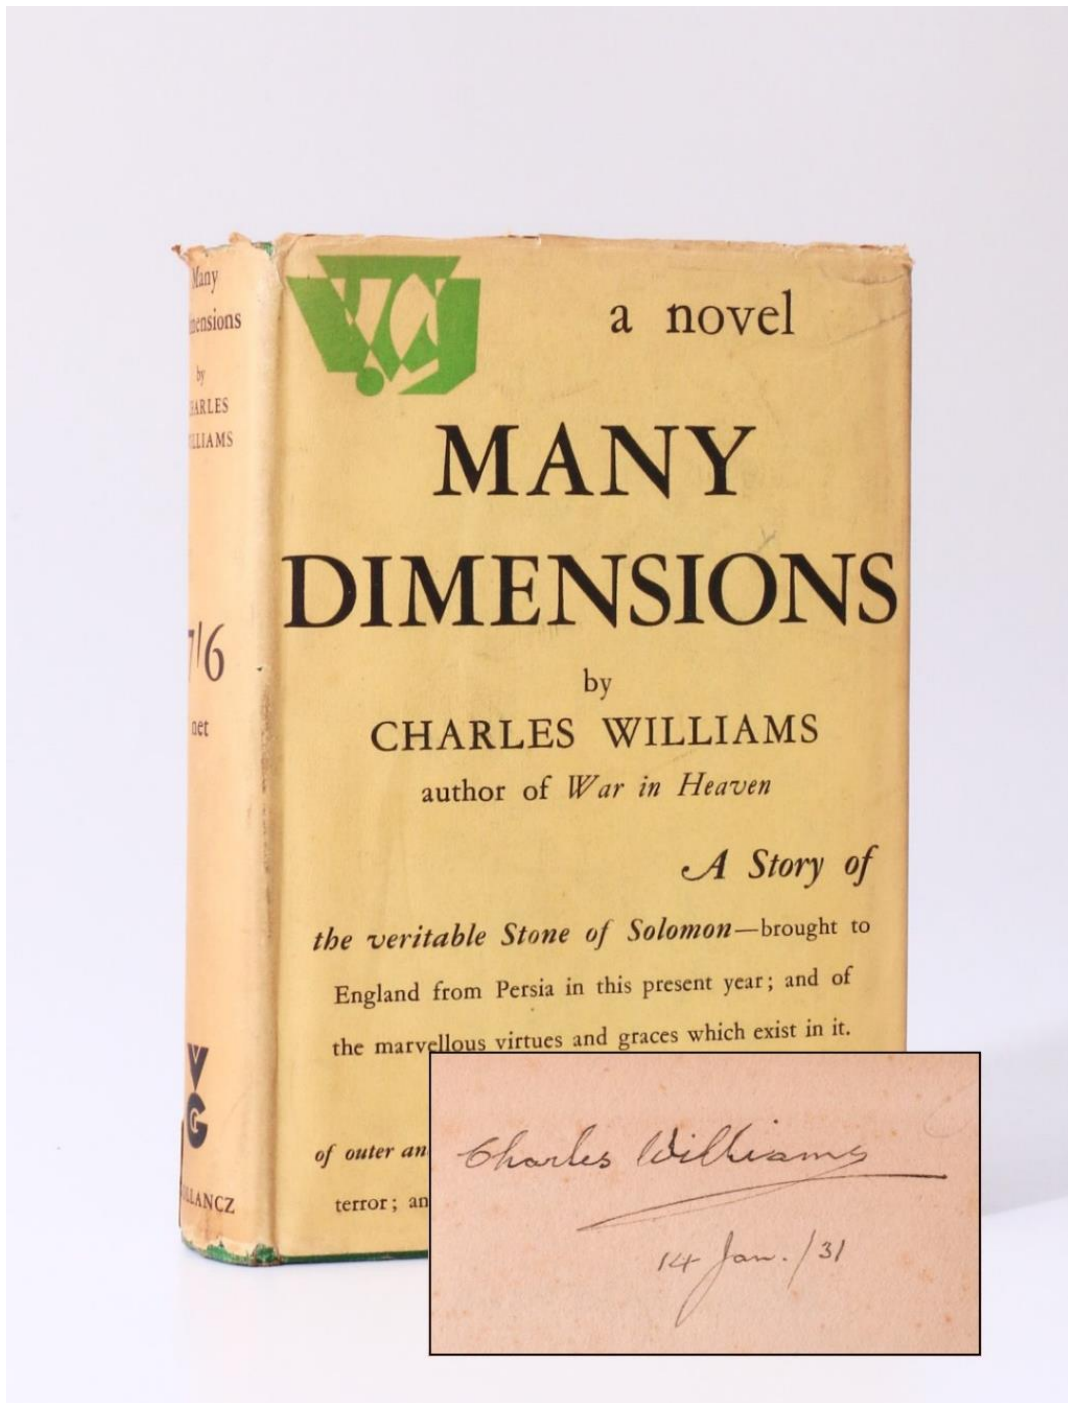 Many
by
net
VG
VG
a novel
MANY
DIMENSIONS
by
CHARLES WILLIAMS
author of War in Heaven
A Story of
the veritable Stone of Solomon—brought to
England from Persia in this present year; and of
the marvellous virtues and graces which exist in it.
of outer
terror;
Charles Williams
14 Jan. / 31